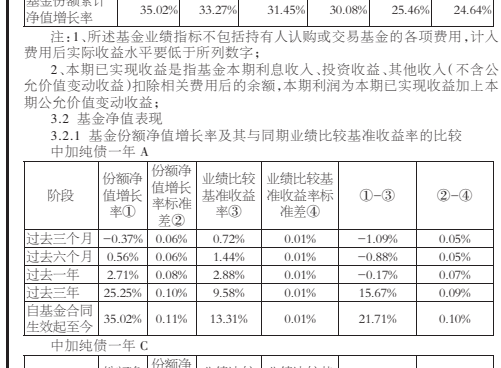 基金份额累计
净值增长率 35.02% 33.27% 31.45% 30.08% 25.46% 24.64%
注:1、所述基金业绩指标不包括持有人认购或交易基金的各项费用,计入
费用后实际收益水平要低于所列数字;
2、本期已实现收益是指基金本期利息收入、投资收益、其他收入(不含公
允价值变动收益)扣除相关费用后的余额,本期利润为本期已实现收益加上本
期公允价值变动收益;
3.2 基金净值表现
3.2.1 基金份额净值增长率及其与同期业绩比较基准收益率的比较
中加纯债一年 A
阶段 份额净值增长率① 份额净值增长率标准差② 业绩比较基准收益率③ 业绩比较基准收益率标准差④ ①-③ ②-④
过去三个月 -0.37% 0.06% 0.72% 0.01% -1.09% 0.05%
过去六个月 0.56% 0.06% 1.44% 0.01% -0.88% 0.05%
过去一年 2.71% 0.08% 2.88% 0.01% -0.17% 0.07%
过去三年 25.25% 0.10% 9.58% 0.01% 15.67% 0.09%
自基金合同
生效起至今 35.02% 0.11% 13.31% 0.01% 21.71% 0.10%
中加纯债一年 C
份额净